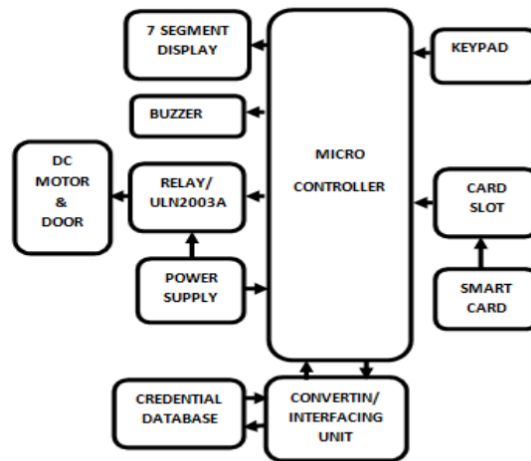 7 SEGMENT
DISPLAY
KEYPAD
BUZZER
MICRO
CONTROLLER
DC
MOTOR
&
DOOR
RELAY/
ULN2003A
CARD
SLOT
POWER
SUPPLY
SMART
CARD
CREDENTIAL
DATABASE
CONVERTIN/
INTERFACING
UNIT